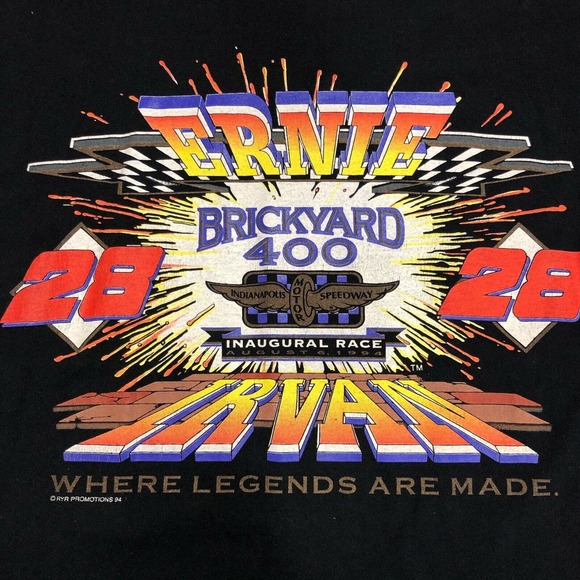 ERNIE
BRICKYARD
400
28 28
INDIANAPOLIS MOTOR SPEEDWAY
INAUGURAL RACE
AUGUST 6, 1994
TM
IRVAN
WHERE LEGENDS ARE MADE.
© RYR PROMOTIONS 94